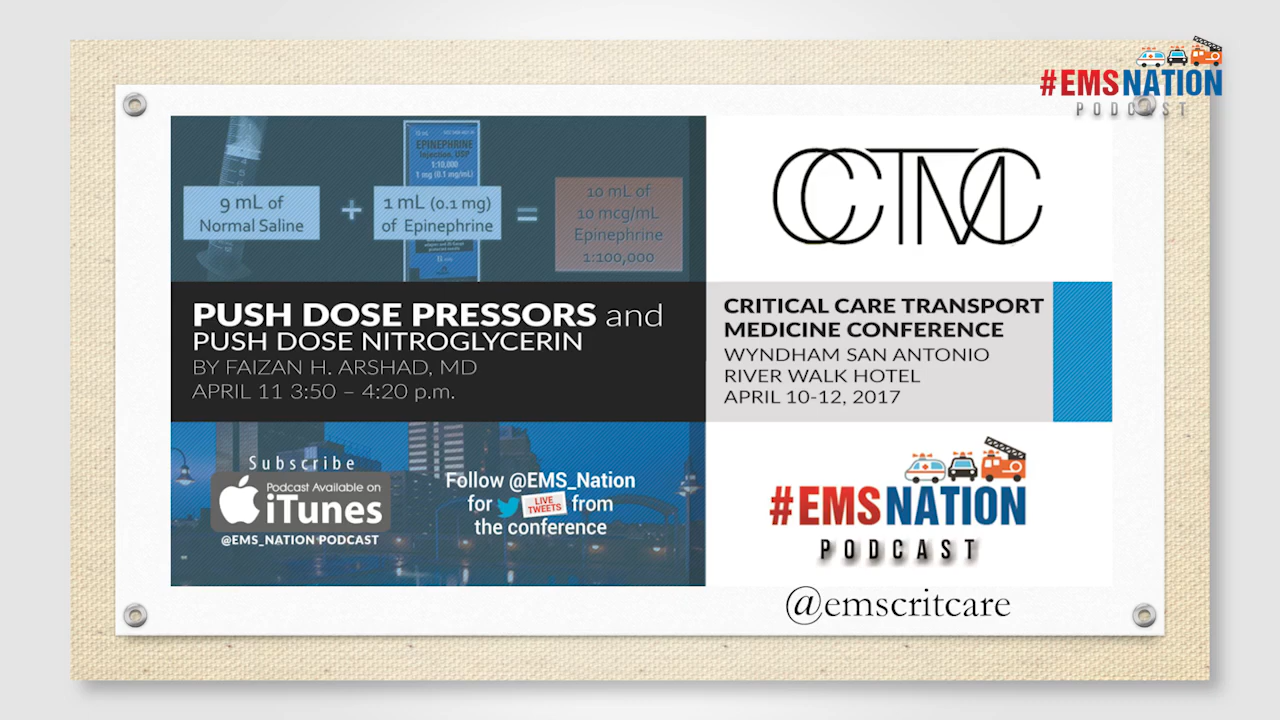 #EMSNATION
PODCAST
EPINEPHRINE
Injection, USP
1:10,000
1 mg (0.1 mg/mL)
9 mL of
Normal Saline
+
1 mL (0.1 mg)
of Epinephrine
=
10 mL of
10 mcg/mL
Epinephrine
1:100,000
CCTMC
PUSH DOSE PRESSORS and
PUSH DOSE NITROGLYCERIN
BY FAIZAN H. ARSHAD, MD
APRIL 11 3:50 – 4:20 p.m.
CRITICAL CARE TRANSPORT
MEDICINE CONFERENCE
WYNDHAM SAN ANTONIO
RIVER WALK HOTEL
APRIL 10-12, 2017
Subscribe
Podcast Available on
iTunes
@EMS_NATION PODCAST
Follow @EMS_Nation
for LIVE TWEETS from
the conference
#EMSNATION
PODCAST
@emscritcare